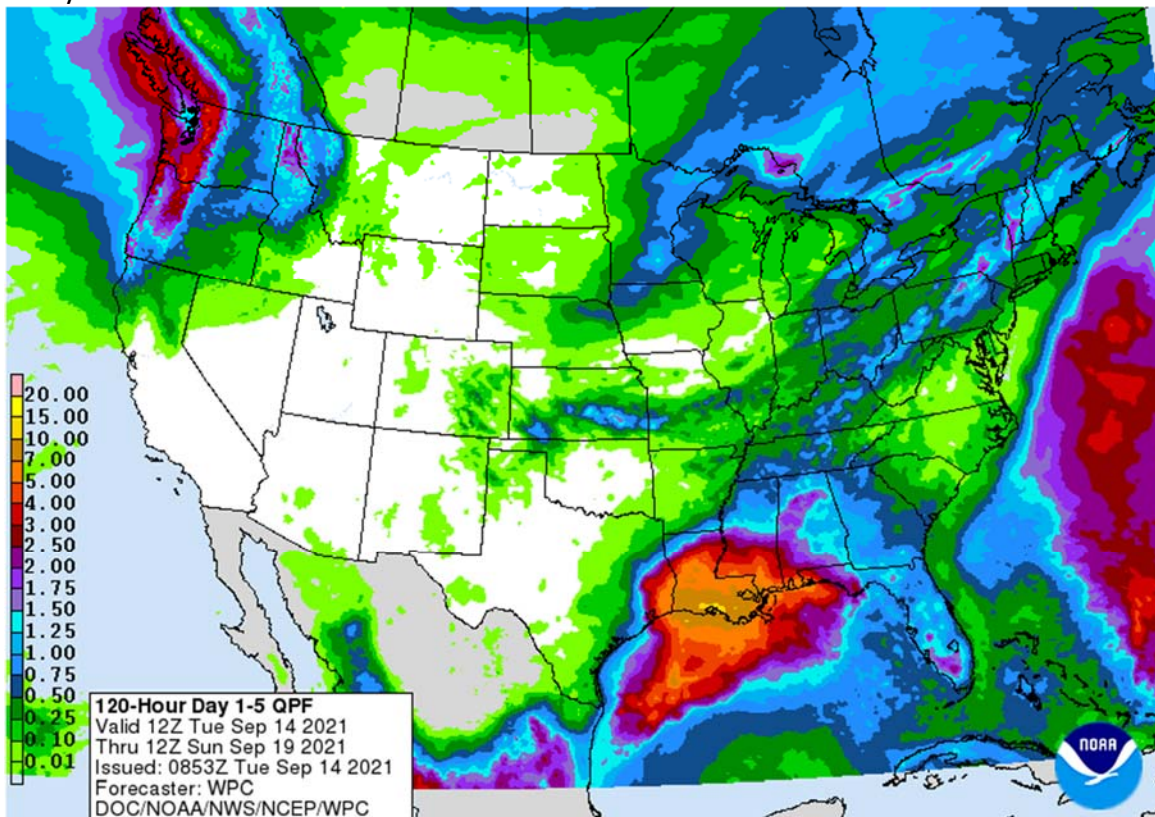 20.00
15.00
10.00
7.00
5.00
4.00
3.00
2.50
2.00
1.75
1.50
1.25
1.00
0.75
0.50
0.25
0.10
0.01
120-Hour Day 1-5 QPF
Valid 12Z Tue Sep 14 2021
Thru 12Z Sun Sep 19 2021
Issued: 0853Z Tue Sep 14 2021
Forecaster: WPC
DOC/NOAA/NWS/NCEP/WPC
NOAA